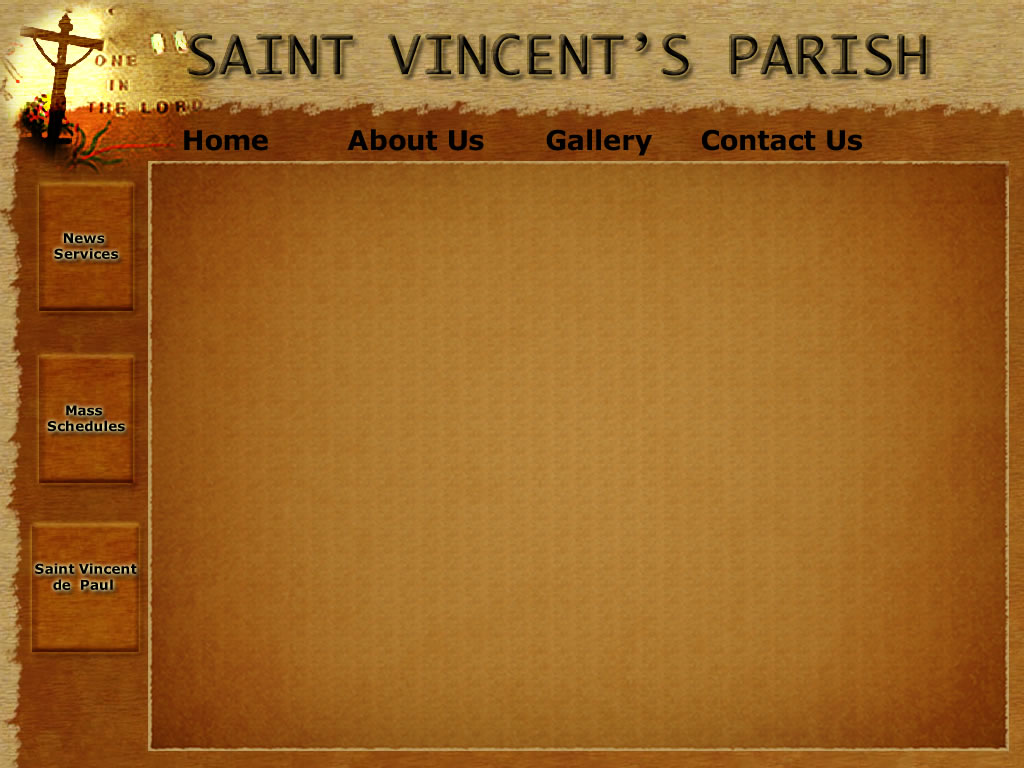 SAINT VINCENT’S PARISH
ONE
IN
THE LORD
Home About Us Gallery Contact Us
News
Services
Mass
Schedules
Saint Vincent
de Paul